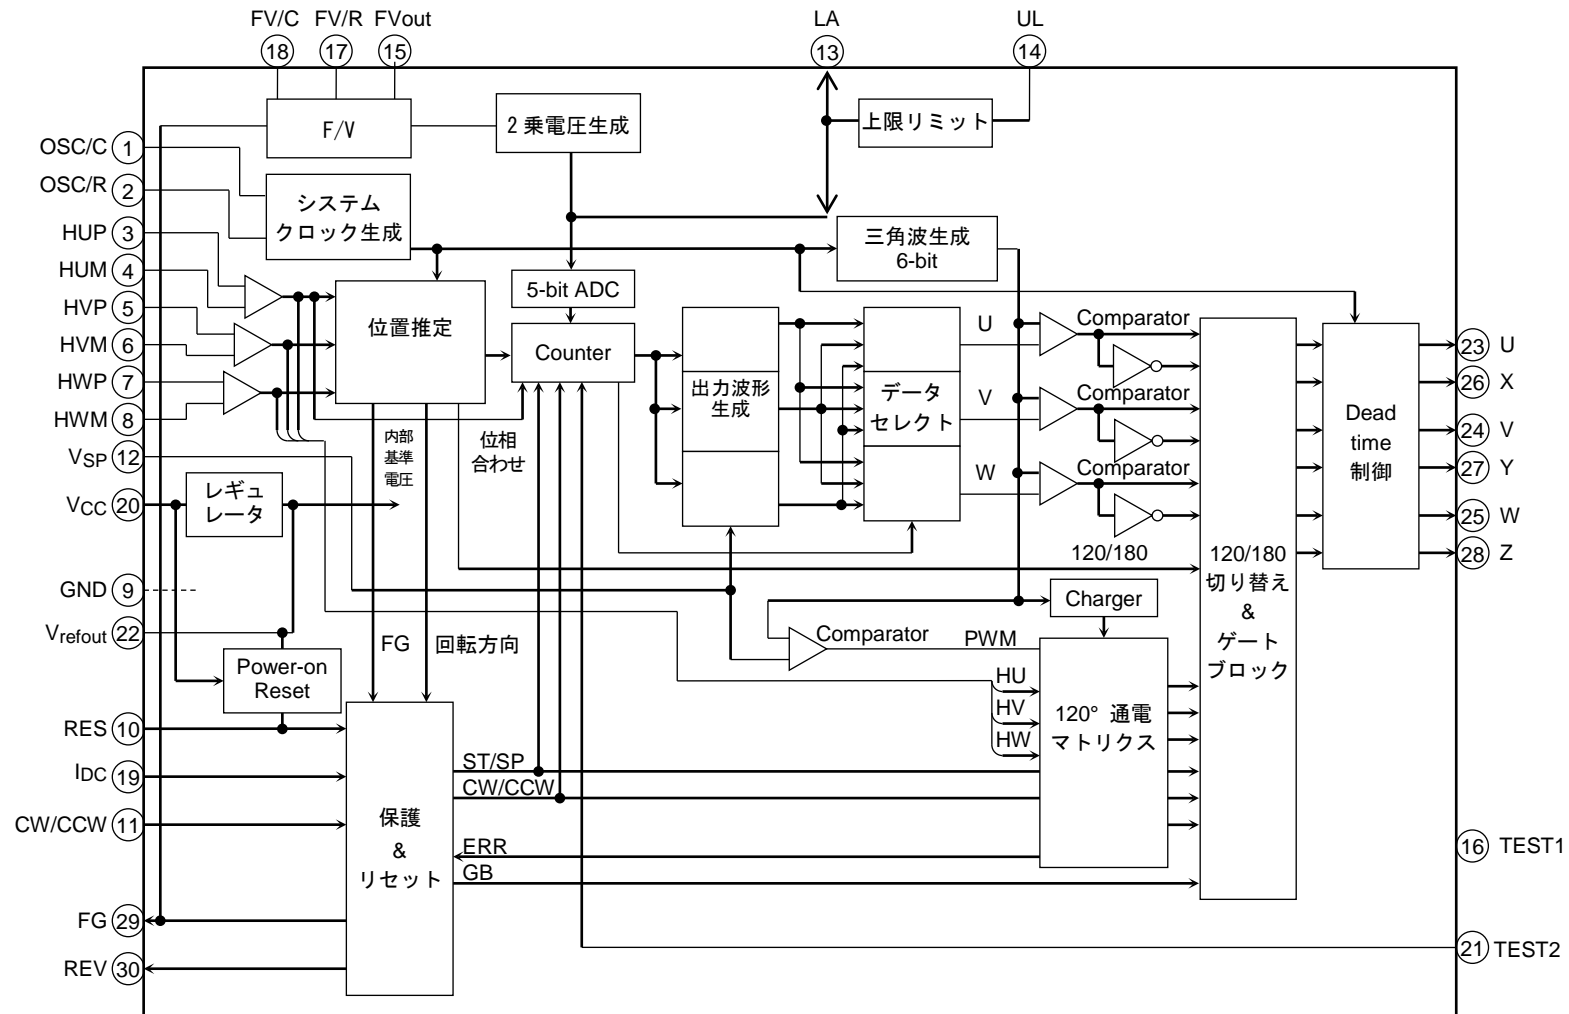 FV/C FV/R FVout LA UL
18 17 15 13 14
F/V
2 乗電圧生成
上限リミット
OSC/C 1
OSC/R 2
システム
クロック生成
HUP 3
HUM 4
HVP 5
HVM 6
HWP 7
HWM 8
VSP 12
VCC 20
GND 9
Vrefout 22
RES 10
IDC 19
CW/CCW 11
FG 29
REV 30
三角波生成
6-bit
5-bit ADC
位置推定
Counter
出力波形
生成
データ
セレクト
U
V
W
Comparator
Comparator
Comparator
内部
基準
電圧
位相
合わせ
レギュ
レータ
Power-on
Reset
FG
回転方向
120/180
120/180
切り替え
&
ゲート
ブロック
Dead
time
制御
Charger
Comparator
PWM
HU
HV
HW
120° 通電
マトリクス
ST/SP
CW/CCW
ERR
GB
保護
&
リセット
23 U
26 X
24 V
27 Y
25 W
28 Z
16 TEST1
21 TEST2